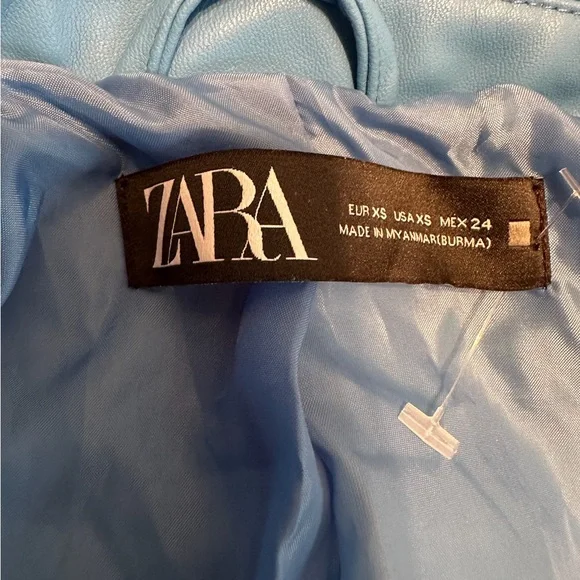 ZARA
EUR XS USA XS MEX 24
MADE IN MYANMAR(BURMA)